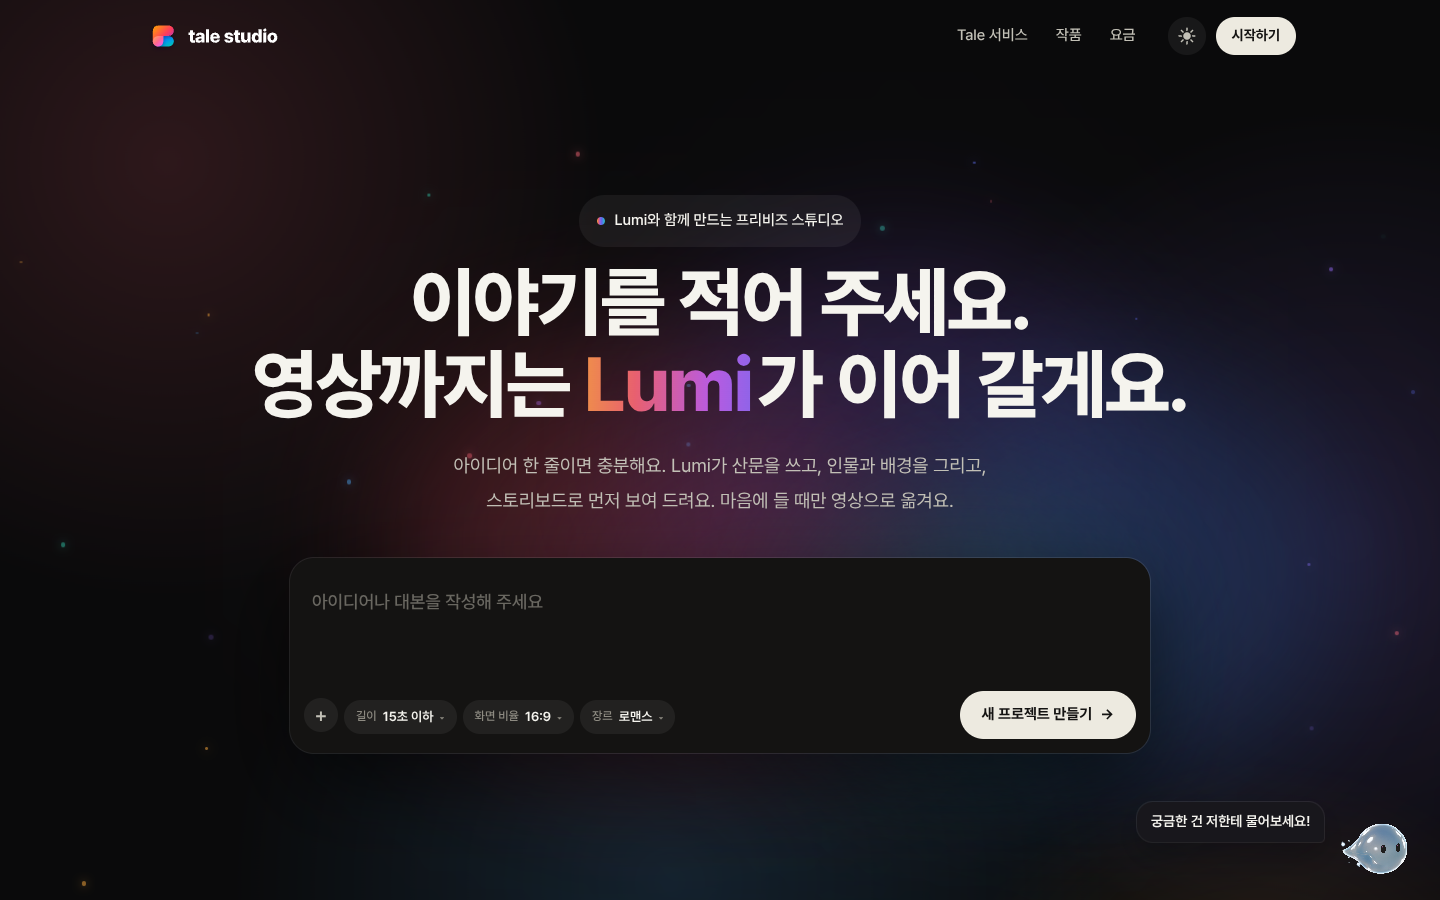 tale studio
Tale 서비스
작품
요금
시작하기
Lumi와 함께 만드는 프리비즈 스튜디오
이야기를 적어 주세요.
영상까지는 Lumi가 이어 갈게요.
아이디어 한 줄이면 충분해요. Lumi가 산문을 쓰고, 인물과 배경을 그리고,
스토리보드로 먼저 보여 드려요. 마음에 들 때만 영상으로 옮겨요.
아이디어나 대본을 작성해 주세요
+
길이 15초 이하
화면 비율 16:9
장르 로맨스
새 프로젝트 만들기 →
궁금한 건 저한테 물어보세요!